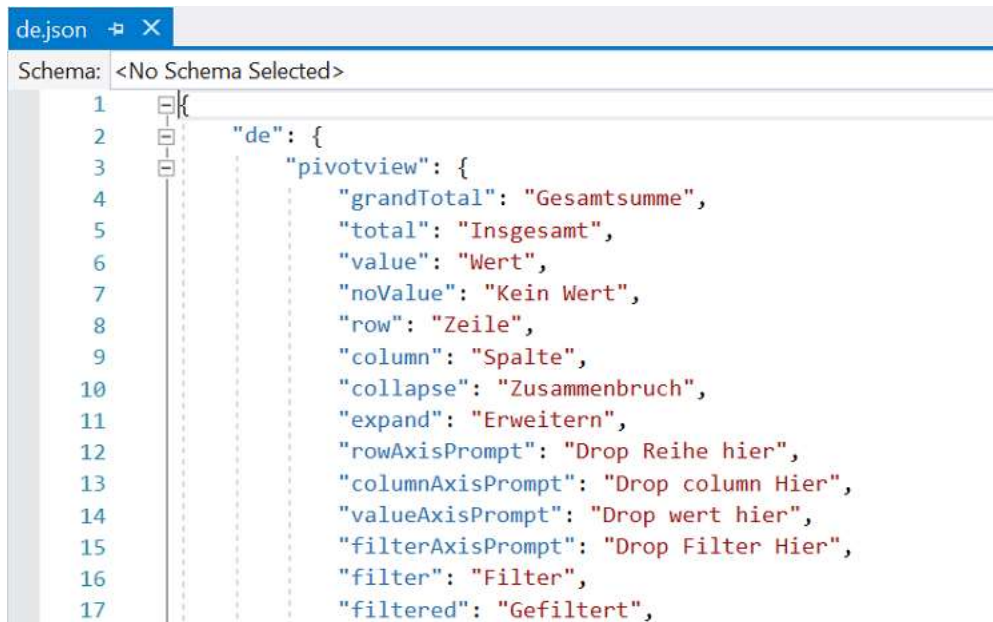 de.json
Schema: <No Schema Selected>
1 {
2 "de": {
3 "pivotview": {
4 "grandTotal": "Gesamtsumme",
5 "total": "Insgesamt",
6 "value": "Wert",
7 "noValue": "Kein Wert",
8 "row": "Zeile",
9 "column": "Spalte",
10 "collapse": "Zusammenbruch",
11 "expand": "Erweitern",
12 "rowAxisPrompt": "Drop Reihe hier",
13 "columnAxisPrompt": "Drop column Hier",
14 "valueAxisPrompt": "Drop wert hier",
15 "filterAxisPrompt": "Drop Filter Hier",
16 "filter": "Filter",
17 "filtered": "Gefiltert",